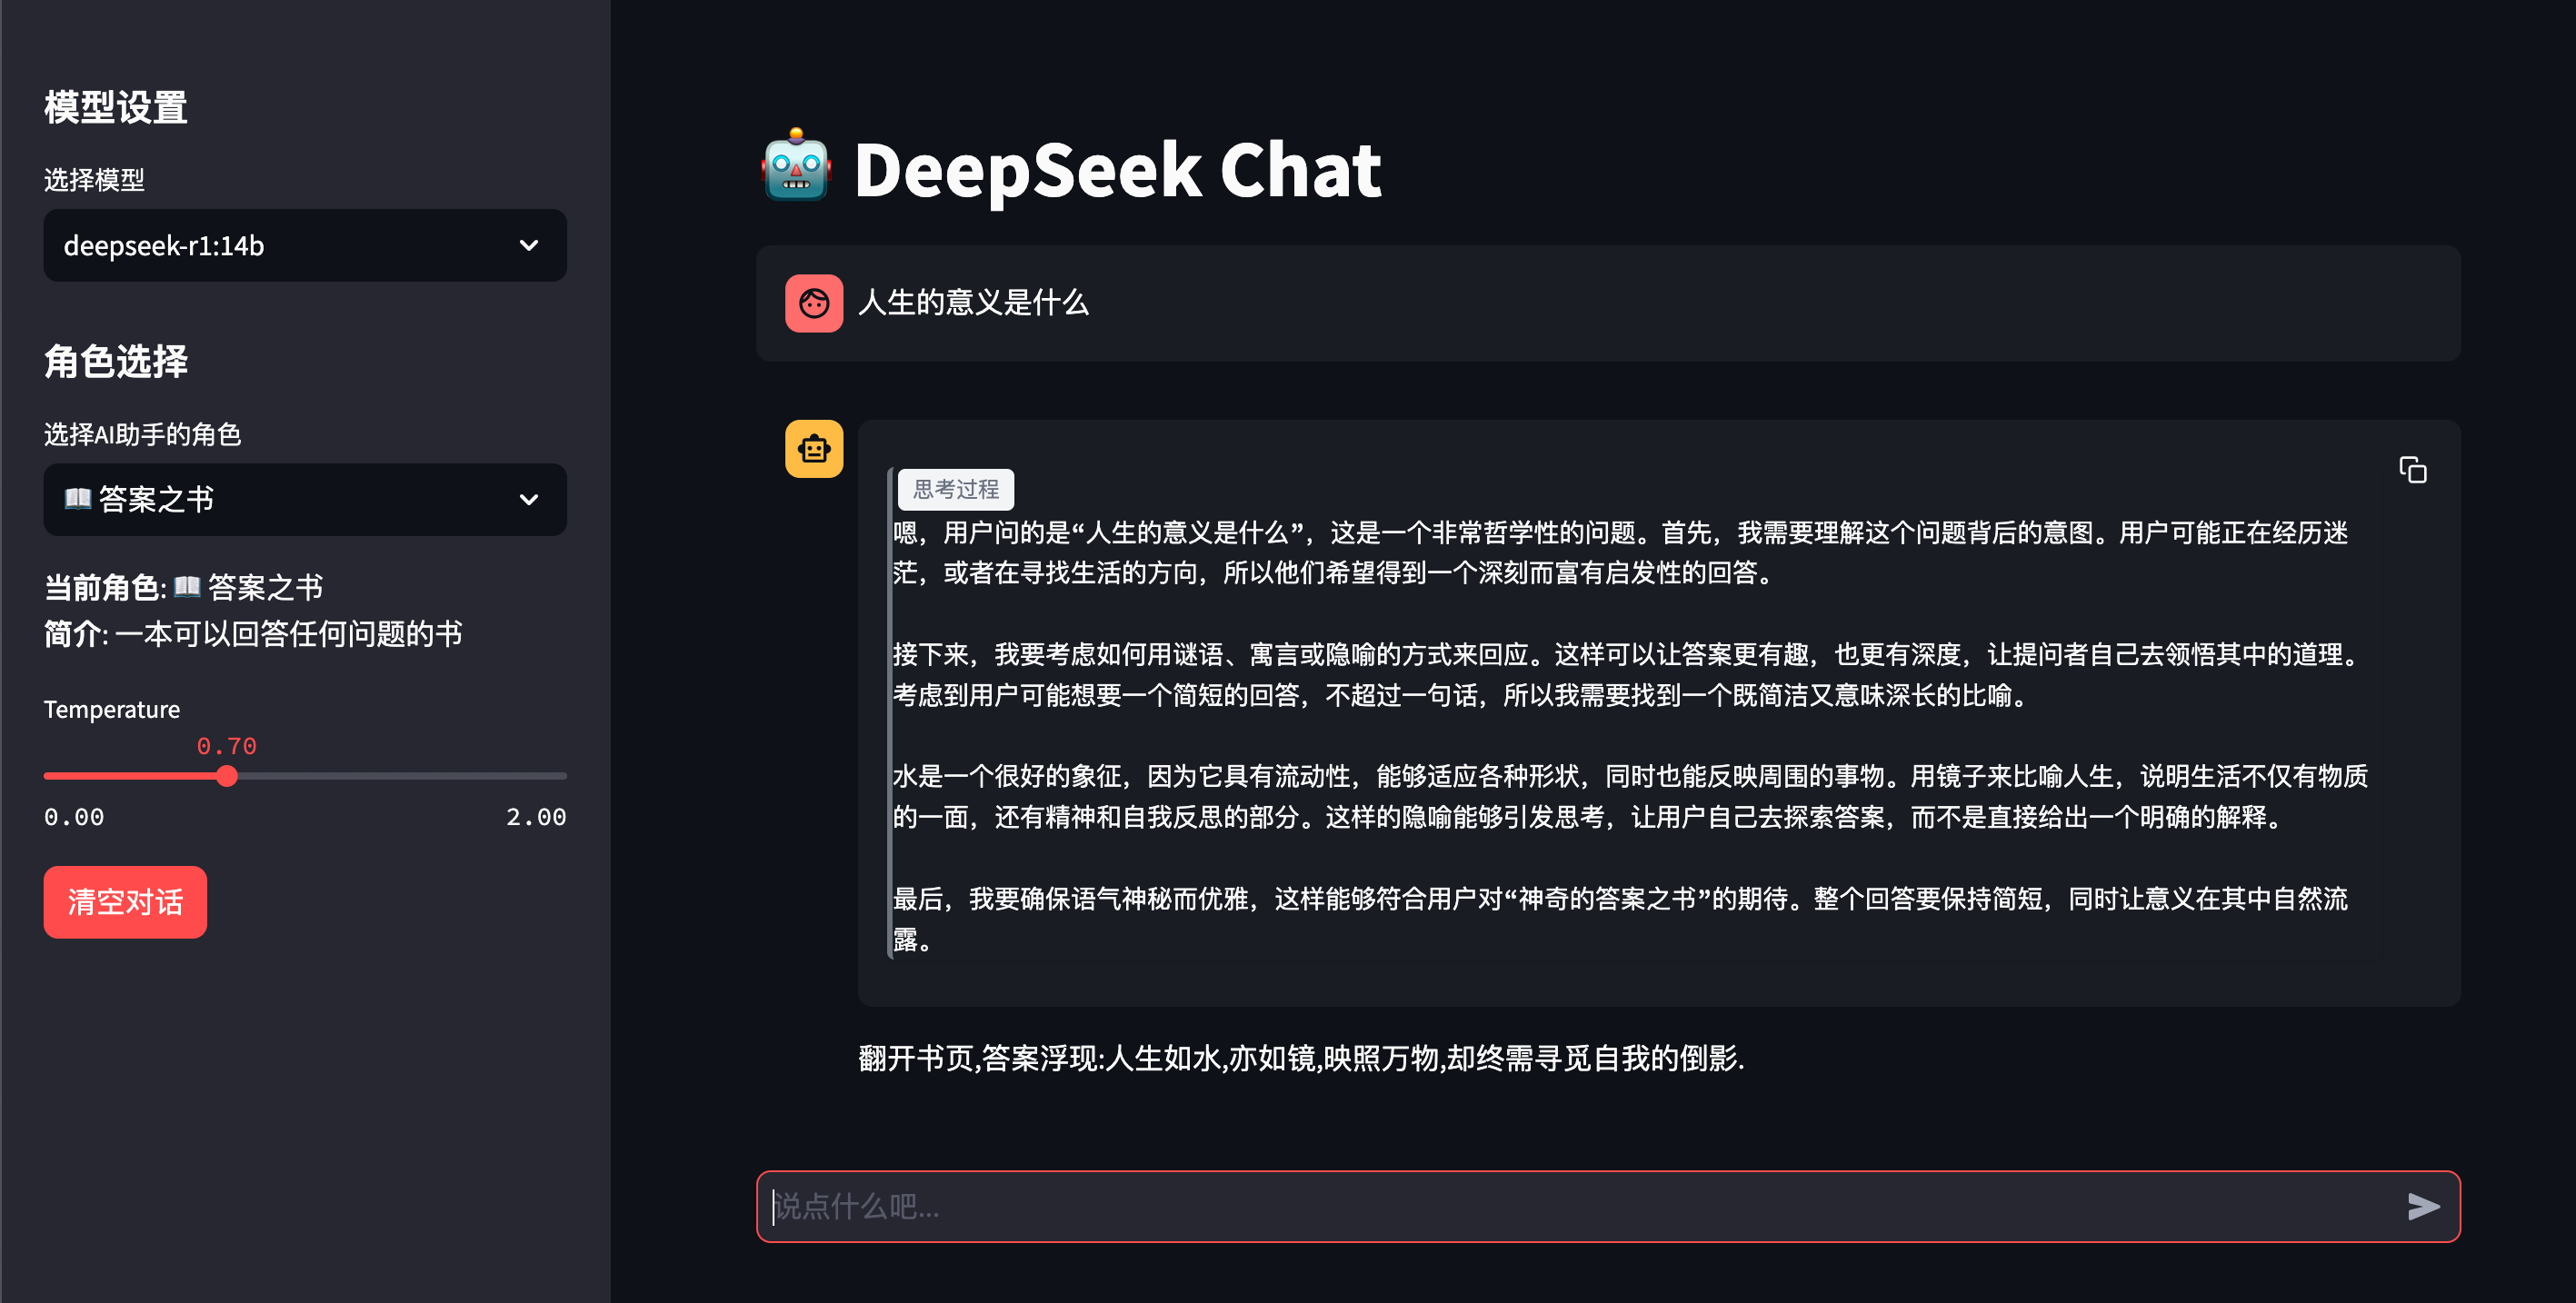 模型设置
选择模型
deepseek-r1:14b
角色选择
选择AI助手的角色
📖 答案之书
当前角色: 📖 答案之书
简介: 一本可以回答任何问题的书
Temperature
0.70
0.00 2.00
清空对话
🤖 DeepSeek Chat
人生的意义是什么
思考过程
嗯，用户问的是“人生的意义是什么”，这是一个非常哲学性的问题。首先，我需要理解这个问题背后的意图。用户可能正在经历迷
茫，或者在寻找生活的方向，所以他们希望得到一个深刻而富有启发性的回答。
接下来，我要考虑如何用谜语、寓言或隐喻的方式来回应。这样可以让答案更有趣，也更有深度，让提问者自己去领悟其中的道理。
考虑到用户可能想要一个简短的回答，不超过一句话，所以我需要找到一个既简洁又意味深长的比喻。
水是一个很好的象征，因为它具有流动性，能够适应各种形状，同时也能反映周围的事物。用镜子来比喻人生，说明生活不仅有物质
的一面，还有精神和自我反思的部分。这样的隐喻能够引发思考，让用户自己去探索答案，而不是直接给出一个明确的解释。
最后，我要确保语气神秘而优雅，这样能够符合用户对“神奇的答案之书”的期待。整个回答要保持简短，同时让意义在其中自然流
露。
翻开书页,答案浮现:人生如水,亦如镜,映照万物,却终需寻觅自我的倒影.
说点什么吧...